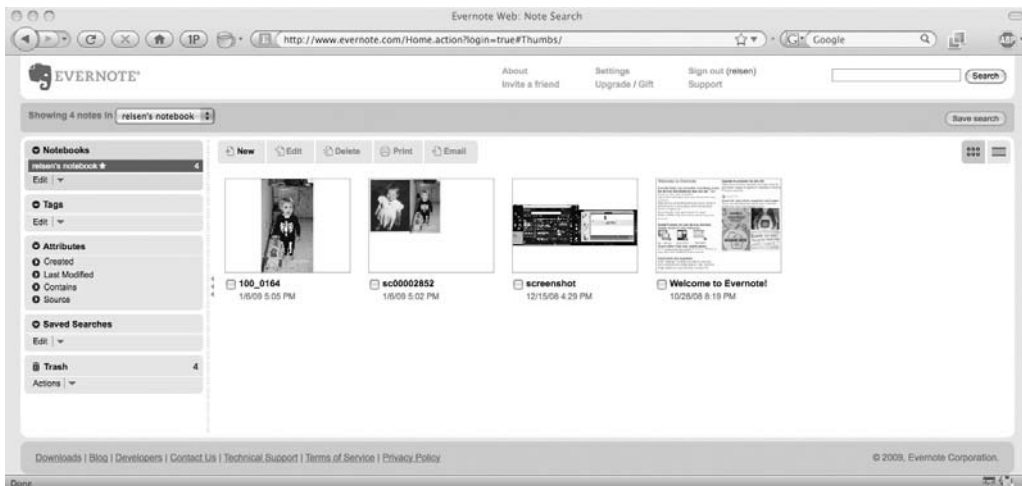 Evernote Web: Note Search
1P http://www.evernote.com/Home.action?login=true#Thumbs/ Google
EVERNOTE
About Settings Sign out (reisen)
Invite a friend Upgrade / Gift Support
Search
Showing 4 notes in reisen's notebook Save search
Notebooks
reisen's notebook 4
Edit
Tags
Edit
Attributes
Created
Last Modified
Contains
Source
Saved Searches
Edit
Trash 4
Actions
New Edit Delete Print Email
100_0164 sc00002852 screenshot Welcome to Evernote!
1/6/09 5:05 PM 1/6/09 5:02 PM 12/15/08 4:29 PM 10/28/08 8:19 PM
Downloads | Blog | Developers | Contact Us | Technical Support | Terms of Service | Privacy Policy © 2009, Evernote Corporation.
Done